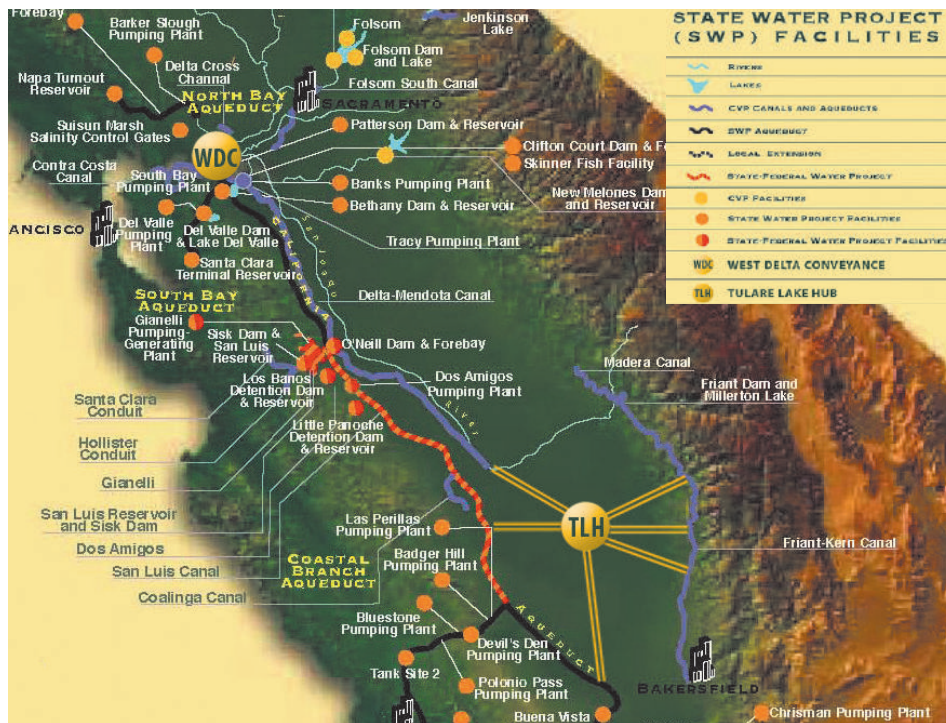 Forebay
Barker Slough
Pumping Plant
Delta Cross
Channel
Napa Turnout
Reservoir
NORTH BAY
AQUEDUCT
Suisun Marsh
Salinity Control Gates
Contra Costa
Canal
WDC
South Bay
Pumping Plant
Folsom
Folsom Dam
and Lake
Folsom South Canal
SACRAMENTO
Jenkinson
Lake
Patterson Dam & Reservoir
Clifton Court Dam & Fo
Skinner Fish Facility
New Melones Dam
and Reservoir
Banks Pumping Plant
Bethany Dam & Reservoir
Tracy Pumping Plant
ANCISCO
Del Valle
Pumping
Plant
Del Valle Dam
& Lake Del Valle
Santa Clara
Terminal Reservoir
CALIFORNIA
San Joaquin
Delta-Mendota Canal
SOUTH BAY
AQUEDUCT
Gianelli
Pumping-
Generating
Plant
Sisk Dam &
San Luis
Reservoir
O'Neill Dam & Forebay
Los Banos
Detention Dam
& Reservoir
Dos Amigos
Pumping Plant
River
Little Panoche
Detention Dam
& Reservoir
Santa Clara
Conduit
Hollister
Conduit
Gianelli
San Luis Reservoir
and Sisk Dam
Dos Amigos
San Luis Canal
Coalinga Canal
Madera Canal
Friant Dam and
Millerton Lake
TLH
Friant-Kern Canal
Las Perillas
Pumping Plant
Badger Hill
Pumping Plant
COASTAL
BRANCH
AQUEDUCT
Bluestone
Pumping Plant
Devil's Den
Pumping Plant
AQUEDUCT
Tank Site 2
Polonio Pass
Pumping Plant
Buena Vista
BAKERSFIELD
Chrisman Pumping Plant
STATE WATER PROJECT
(SWP) FACILITIES
RIVERS
LAKES
CVP CANALS AND AQUEDUCTS
SWP AQUEDUCT
LOCAL EXTENSION
STATE-FEDERAL WATER PROJECT
CVP FACILITIES
STATE WATER PROJECT FACILITIES
STATE-FEDERAL WATER PROJECT FACILITIES
WDC WEST DELTA CONVEYANCE
TLH TULARE LAKE HUB